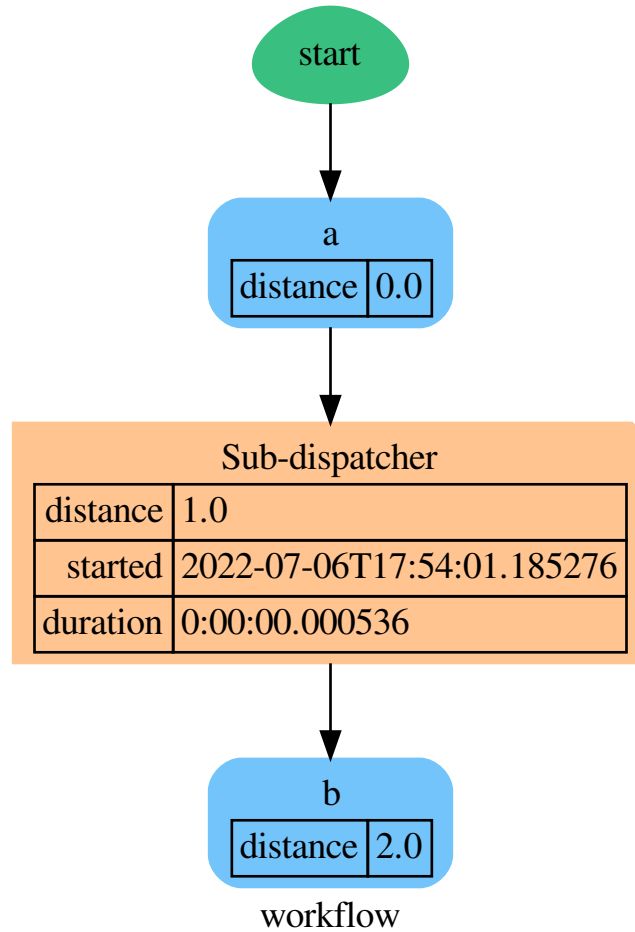 start
a
distance 0.0
Sub-dispatcher
distance 1.0
started 2022-07-06T17:54:01.185276
duration 0:00:00.000536
b
distance 2.0
workflow